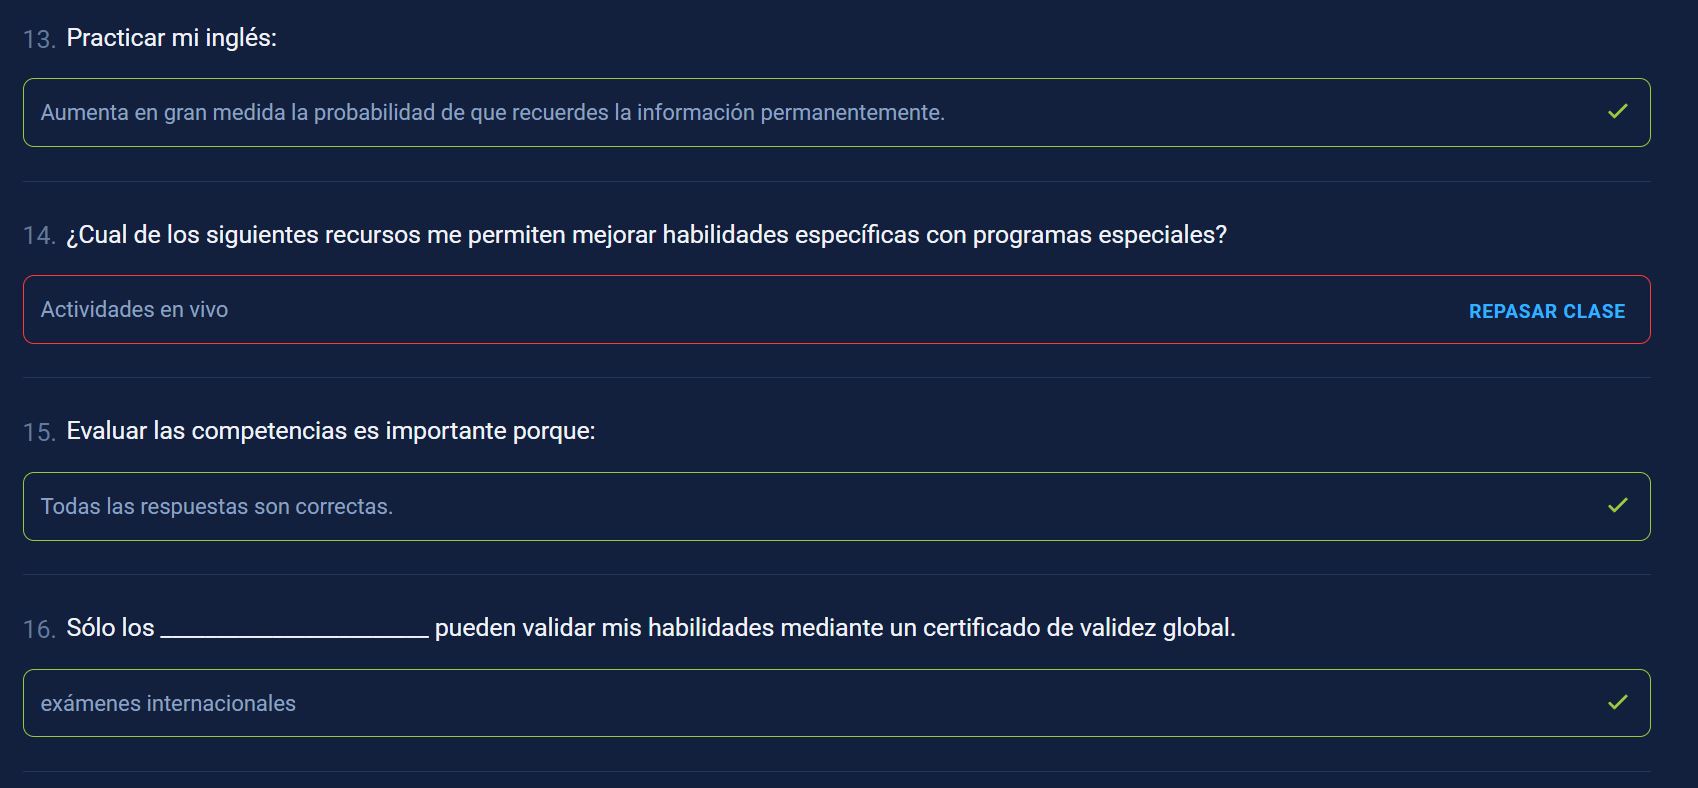 13. Practicar mi inglés:
Aumenta en gran medida la probabilidad de que recuerdes la información permanentemente.
14. ¿Cual de los siguientes recursos me permiten mejorar habilidades específicas con programas especiales?
Actividades en vivo
REPASAR CLASE
15. Evaluar las competencias es importante porque:
Todas las respuestas son correctas.
16. Sólo los ______________________ pueden validar mis habilidades mediante un certificado de validez global.
exámenes internacionales